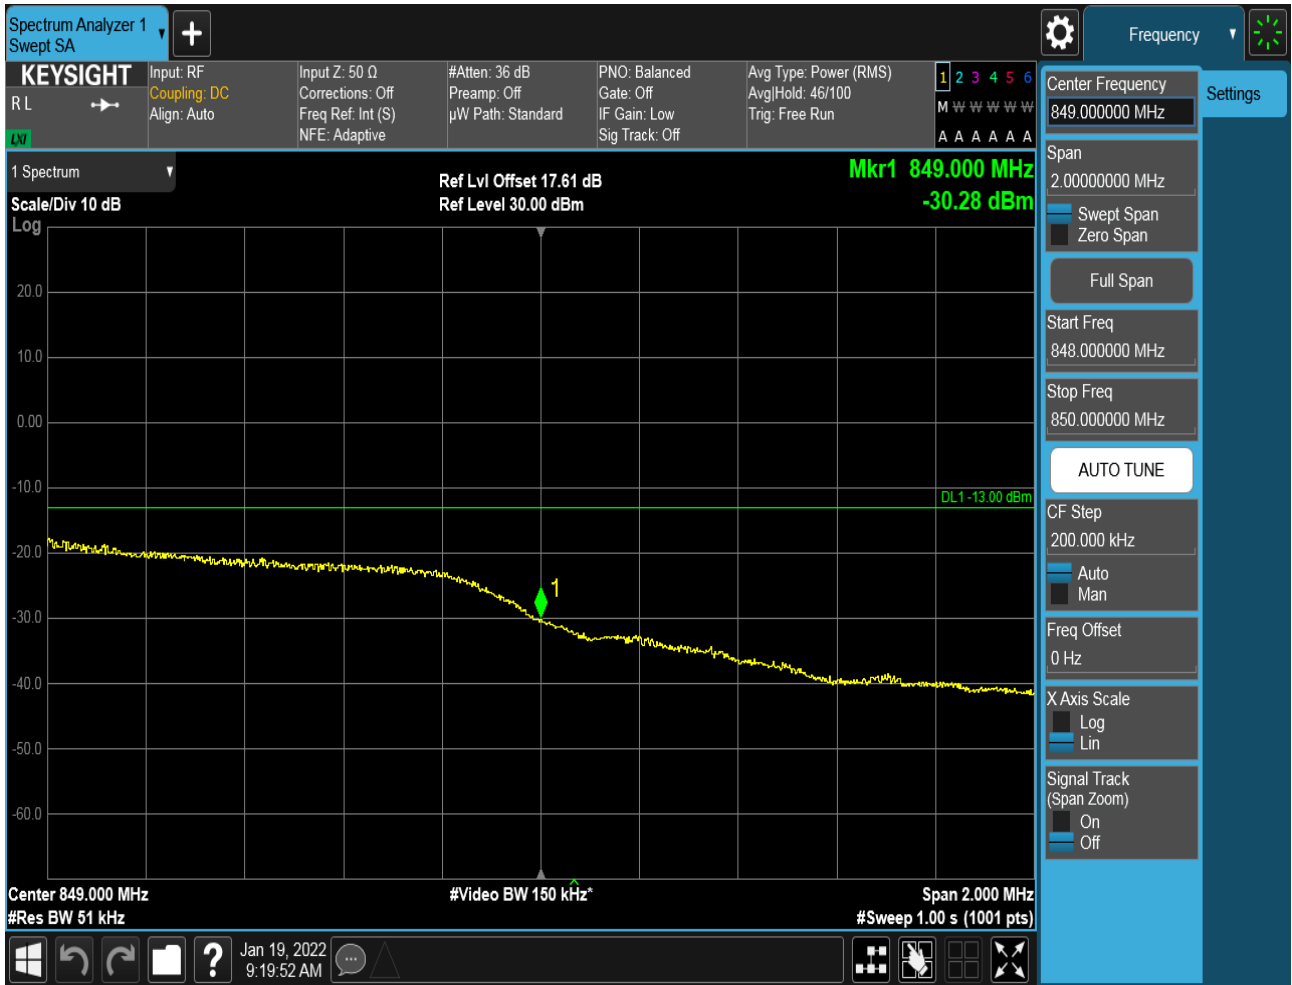 Spectrum Analyzer 1
Swept SA
Frequency
KEYSIGHT
R L
LXI
Input: RF
Coupling: DC
Align: Auto
Input Z: 50 Ω
Corrections: Off
Freq Ref: Int (S)
NFE: Adaptive
#Atten: 36 dB
Preamp: Off
µW Path: Standard
PNO: Balanced
Gate: Off
IF Gain: Low
Sig Track: Off
Avg Type: Power (RMS)
Avg|Hold: 46/100
Trig: Free Run
1 2 3 4 5 6
M W W W W W
A A A A A A
1 Spectrum
Scale/Div 10 dB
Log
Ref Lvl Offset 17.61 dB
Ref Level 30.00 dBm
Mkr1 849.000 MHz
-30.28 dBm
20.0
10.0
0.00
-10.0
DL1 -13.00 dBm
-20.0
1
-30.0
-40.0
-50.0
-60.0
Center 849.000 MHz
#Video BW 150 kHz*
Span 2.000 MHz
#Res BW 51 kHz
#Sweep 1.00 s (1001 pts)
Jan 19, 2022
9:19:52 AM
Center Frequency
849.000000 MHz
Settings
Span
2.00000000 MHz
Swept Span
Zero Span
Full Span
Start Freq
848.000000 MHz
Stop Freq
850.000000 MHz
AUTO TUNE
CF Step
200.000 kHz
Auto
Man
Freq Offset
0 Hz
X Axis Scale
Log
Lin
Signal Track
(Span Zoom)
On
Off